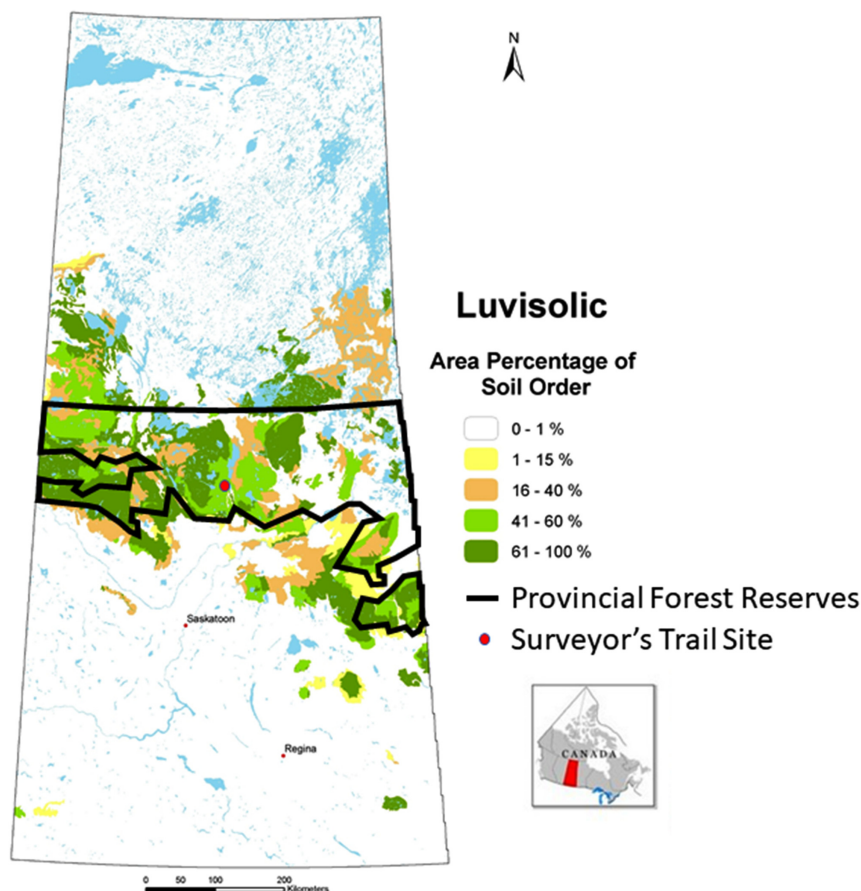 N
Luvisolic
Area Percentage of
Soil Order
0 - 1 %
1 - 15 %
16 - 40 %
41 - 60 %
61 - 100 %
Provincial Forest Reserves
Surveyor's Trail Site
Saskatoon
Regina
CANADA
0 50 100 200
Kilometers